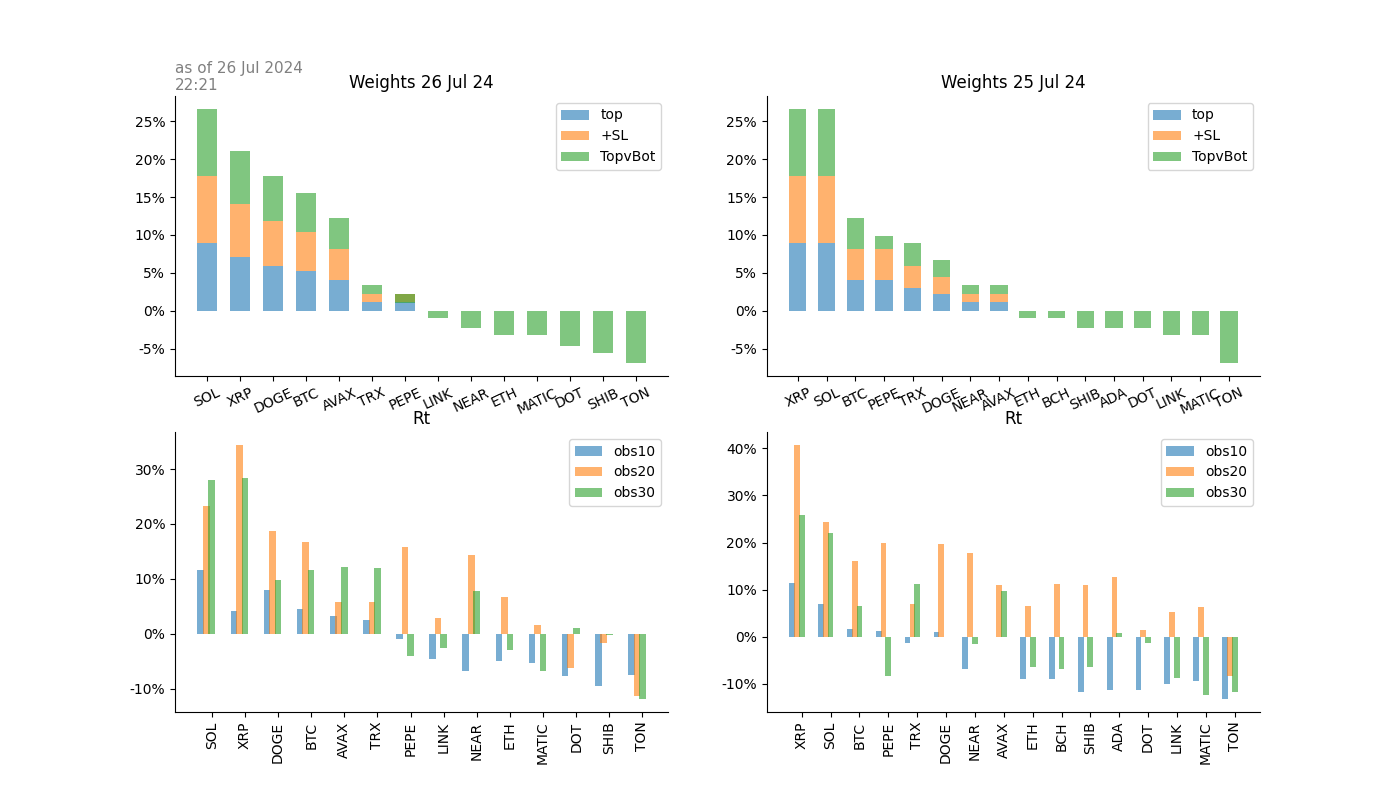 as of 26 Jul 2024
22:21
Weights 26 Jul 24
25%
20%
15%
10%
5%
0%
-5%
top
+SL
TopvBot
SOL XRP DOGE BTC AVAX TRX PEPE LINK NEAR ETH MATIC DOT SHIB TON
Weights 25 Jul 24
25%
20%
15%
10%
5%
0%
-5%
top
+SL
TopvBot
XRP SOL BTC PEPE TRX DOGE NEAR AVAX ETH BCH SHIB ADA DOT LINK MATIC TON
Rt
30%
20%
10%
0%
-10%
obs10
obs20
obs30
SOL XRP DOGE BTC AVAX TRX PEPE LINK NEAR ETH MATIC DOT SHIB TON
Rt
40%
30%
20%
10%
0%
-10%
obs10
obs20
obs30
XRP SOL BTC PEPE TRX DOGE NEAR AVAX ETH BCH SHIB ADA DOT LINK MATIC TON